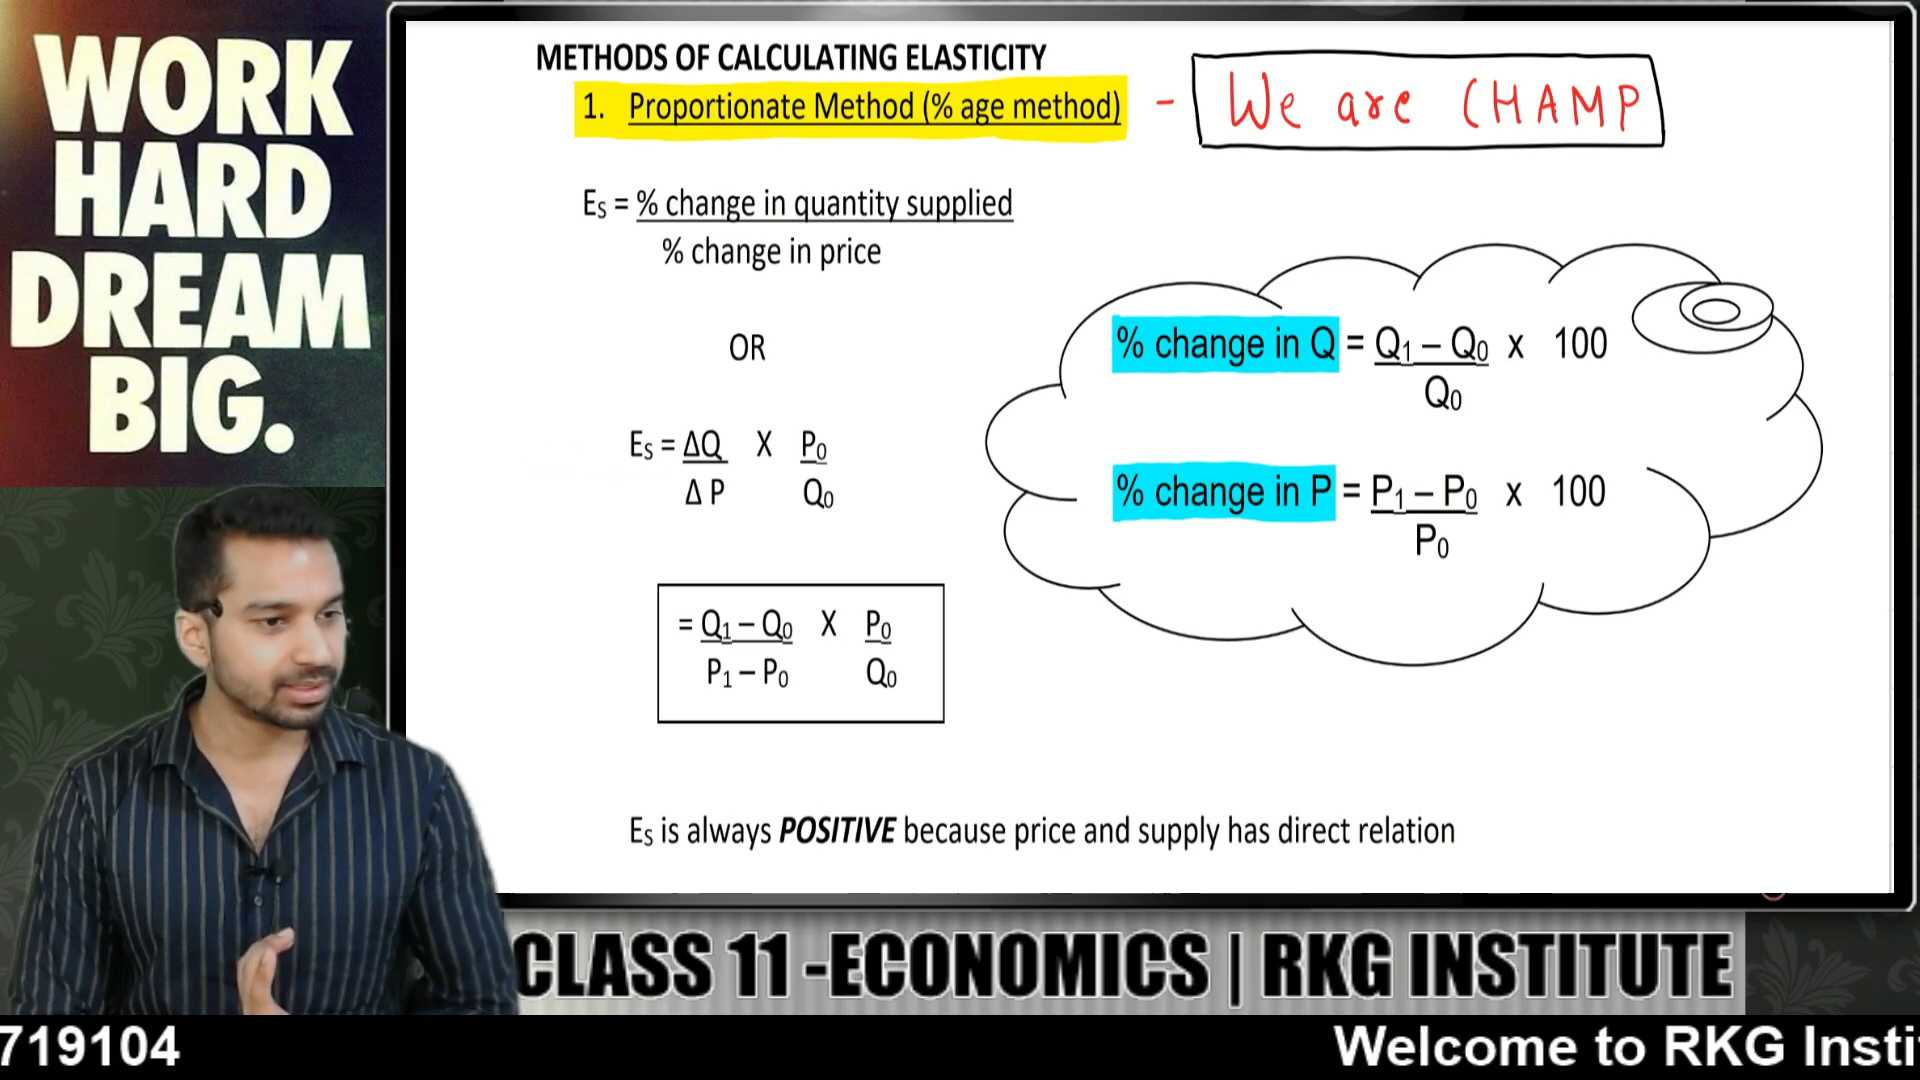 WORK
HARD
DREAM
BIG.
METHODS OF CALCULATING ELASTICITY
1. Proportionate Method (% age method) - We are CHAMP
Es = % change in quantity supplied
% change in price
OR
Es = ΔQ X P0
Δ P Q0
= Q1 – Q0 X P0
P1 – P0 Q0
% change in Q = Q1 – Q0 x 100
Q0
% change in P = P1 – P0 x 100
P0
Es is always POSITIVE because price and supply has direct relation
CLASS 11 -ECONOMICS | RKG INSTITUTE
719104 Welcome to RKG Insti